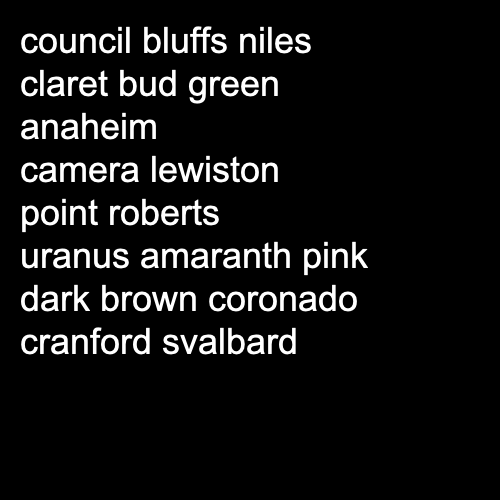 council bluffs niles
claret bud green
anaheim
camera lewiston
point roberts
uranus amaranth pink
dark brown coronado
cranford svalbard